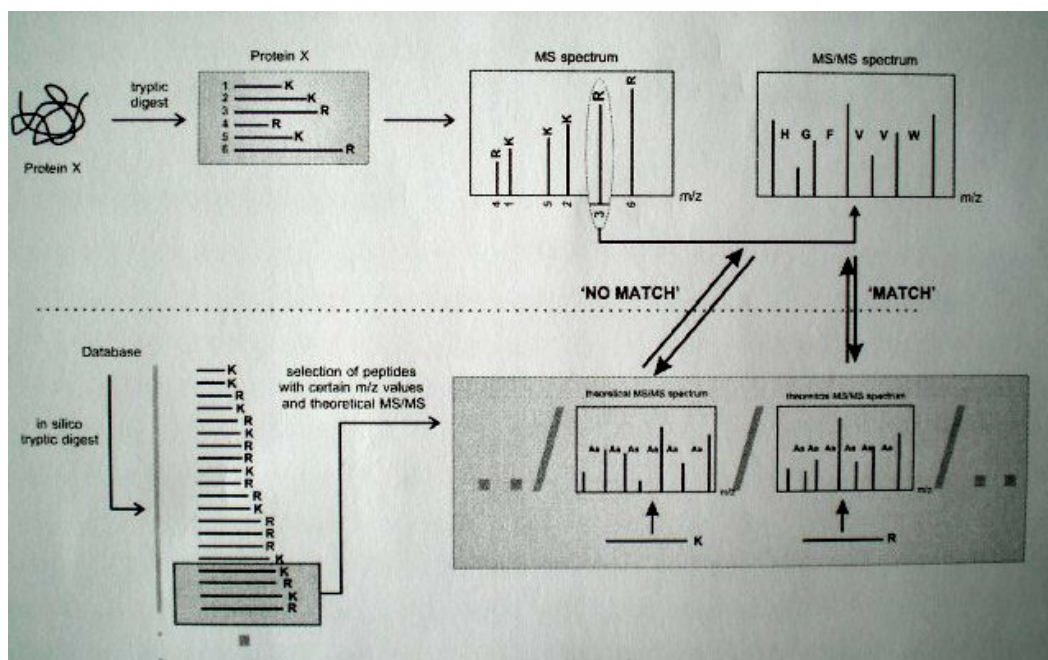 Protein X
tryptic
digest
Protein X
1 K
2 K
3 R
4 R
5 K
6 R
MS spectrum
R K K K R R
4 1 5 2 3 6
m/z
MS/MS spectrum
H G F V V W
m/z
'NO MATCH'
'MATCH'
Database
in silico
tryptic digest
K
K
R
K
R
K
R
R
K
R
R
K
R
R
R
K
K
R
K
R
selection of peptides
with certain m/z values
and theoretical MS/MS
theoretical MS/MS spectrum
Aa Aa Aa Aa Aa
m/z
K
theoretical MS/MS spectrum
Aa Aa Aa Aa Aa Aa
m/z
R